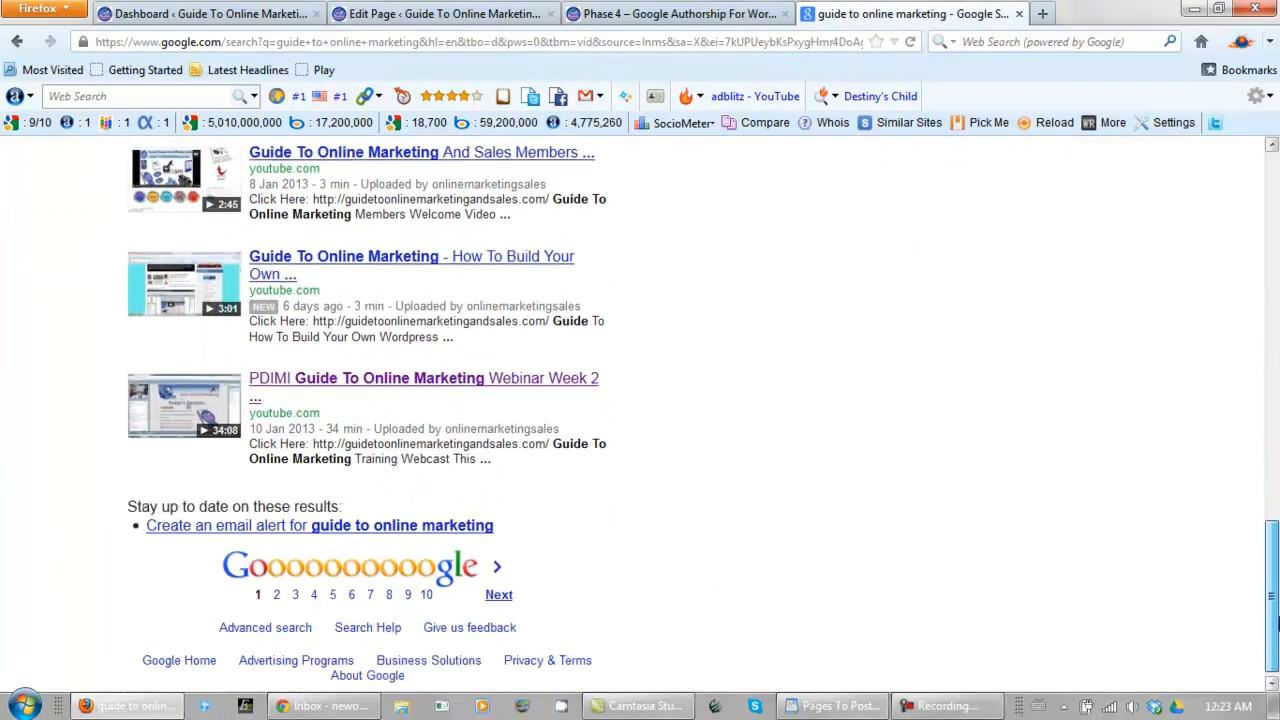 Firefox
Dashboard ‹ Guide To Online Marketi...
Edit Page ‹ Guide To Online Marketin...
Phase 4 – Google Authorship For Wor...
guide to online marketing - Google S...
https://www.google.com/search?q=guide+to+online+marketing&hl=en&tbo=d&pws=0&tbm=vid&source=lnms&sa=X&ei=7kUPUeybKsPxygHmr4DoAg
Web Search (powered by Google)
Most Visited
Getting Started
Latest Headlines
Play
Bookmarks
Web Search
#1
#1
adblitz - YouTube
Destiny's Child
: 9/10
: 1
: 1
: 1
: 5,010,000,000
: 17,200,000
: 18,700
: 59,200,000
: 4,775,260
SocioMeter
Compare
Whois
Similar Sites
Pick Me
Reload
More
Settings
Guide To Online Marketing And Sales Members ...
youtube.com
8 Jan 2013 - 3 min - Uploaded by onlinemarketingsales
Click Here: http://guidetoonlinemarketingandsales.com/ Guide To
Online Marketing Members Welcome Video ...
2:45
Guide To Online Marketing - How To Build Your
Own ...
youtube.com
NEW 6 days ago - 3 min - Uploaded by onlinemarketingsales
Click Here: http://guidetoonlinemarketingandsales.com/ Guide To
How To Build Your Own Wordpress ...
3:01
PDIMI Guide To Online Marketing Webinar Week 2
...
youtube.com
10 Jan 2013 - 34 min - Uploaded by onlinemarketingsales
Click Here: http://guidetoonlinemarketingandsales.com/ Guide To
Online Marketing Training Webcast This ...
34:08
Stay up to date on these results:
• Create an email alert for guide to online marketing
Goooooooooogle >
1 2 3 4 5 6 7 8 9 10 Next
Advanced search Search Help Give us feedback
Google Home Advertising Programs Business Solutions Privacy & Terms
About Google
guide to onlin...
Inbox - newo...
Camtasia Stu...
Pages To Post...
Recording...
12:23 AM